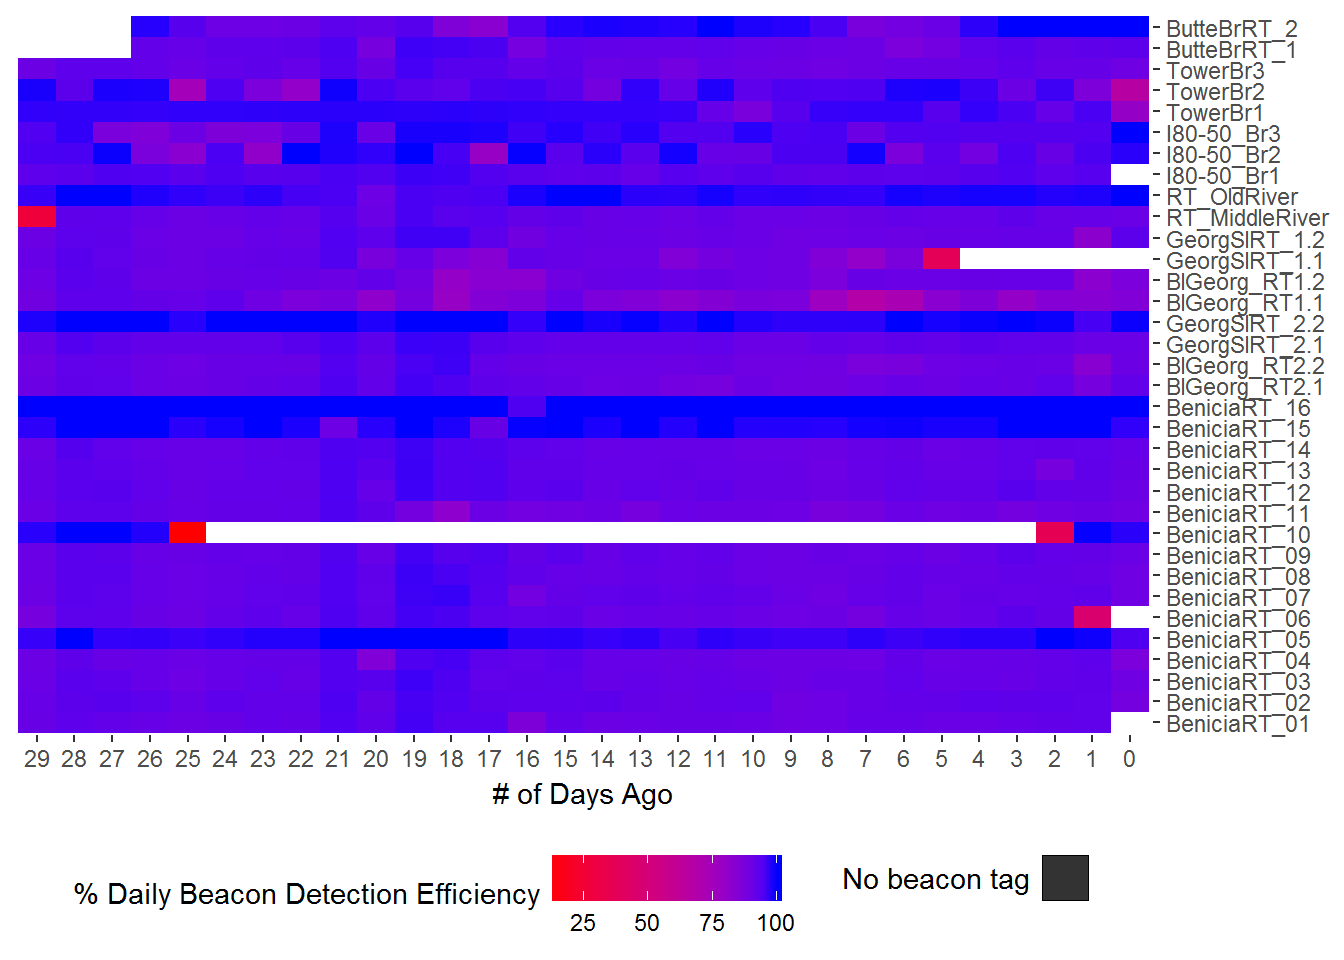 ButteBrRT_2
ButteBrRT_1
TowerBr3
TowerBr2
TowerBr1
I80-50_Br3
I80-50_Br2
I80-50_Br1
RT_OldRiver
RT_MiddleRiver
GeorgSlRT_1.2
GeorgSlRT_1.1
BlGeorg_RT1.2
BlGeorg_RT1.1
GeorgSlRT_2.2
GeorgSlRT_2.1
BlGeorg_RT2.2
BlGeorg_RT2.1
BeniciaRT_16
BeniciaRT_15
BeniciaRT_14
BeniciaRT_13
BeniciaRT_12
BeniciaRT_11
BeniciaRT_10
BeniciaRT_09
BeniciaRT_08
BeniciaRT_07
BeniciaRT_06
BeniciaRT_05
BeniciaRT_04
BeniciaRT_03
BeniciaRT_02
BeniciaRT_01
29 28 27 26 25 24 23 22 21 20 19 18 17 16 15 14 13 12 11 10 9 8 7 6 5 4 3 2 1 0
# of Days Ago
% Daily Beacon Detection Efficiency
25 50 75 100
No beacon tag